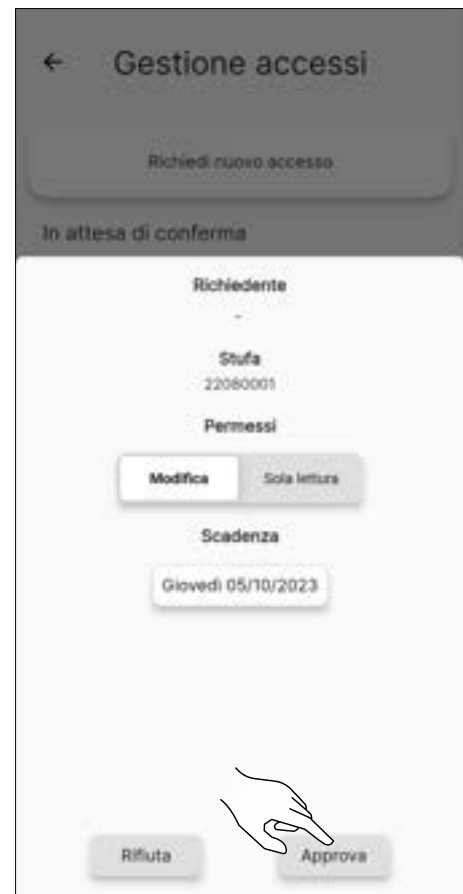 Gestione accessi
Richiedi nuovo accesso
In attesa di conferma
Richiedente
-
Stufa
22080001
Permessi
Modifica Sola lettura
Scadenza
Giovedì 05/10/2023
Rifiuta Approva